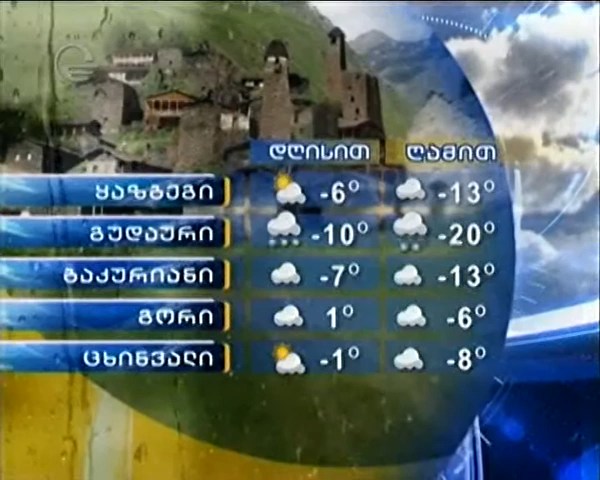 დღისით ღამით
ყაზბეგი -6° -13°
გუდაური -10° -20°
ბაკურიანი -7° -13°
გორი 1° -6°
ცხინვალი -1° -8°